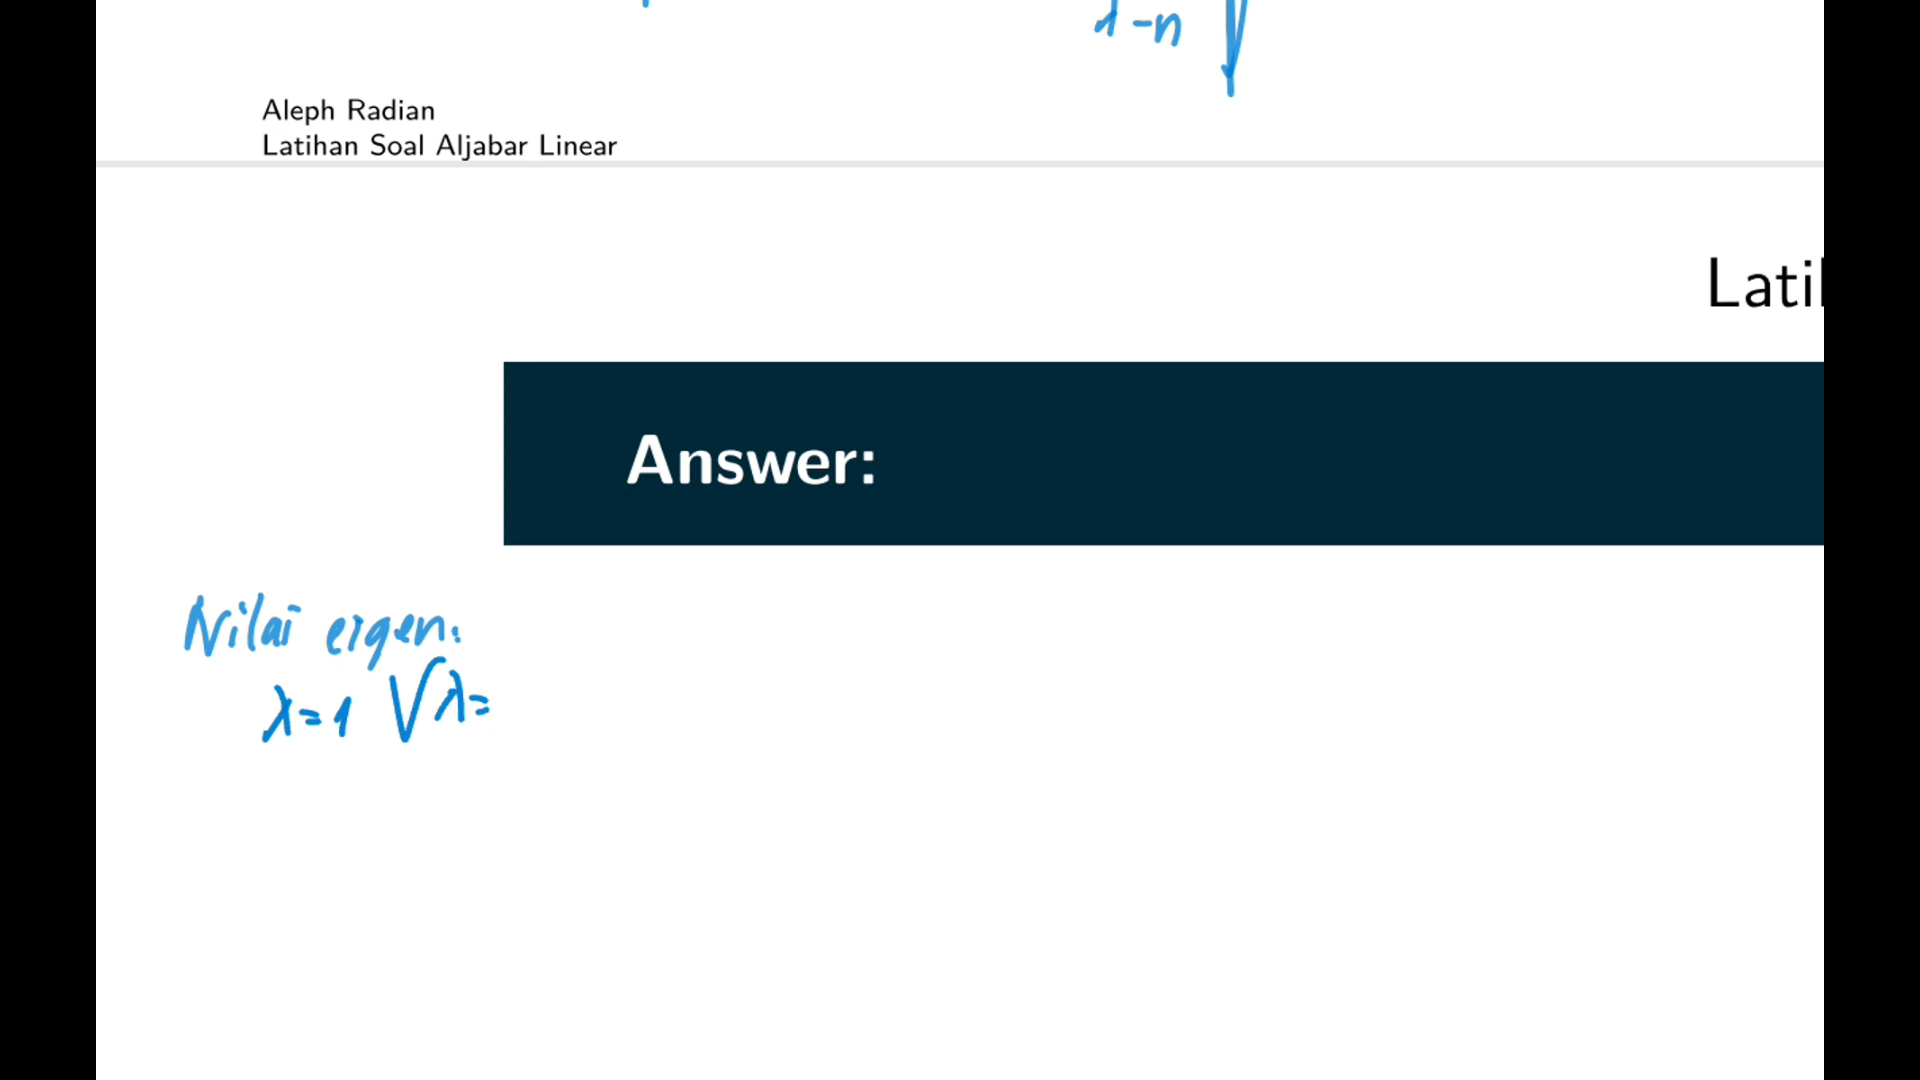 λ-n
Aleph Radian
Latihan Soal Aljabar Linear
Lati
Answer:
Nilai eigen:
λ=1 V λ=